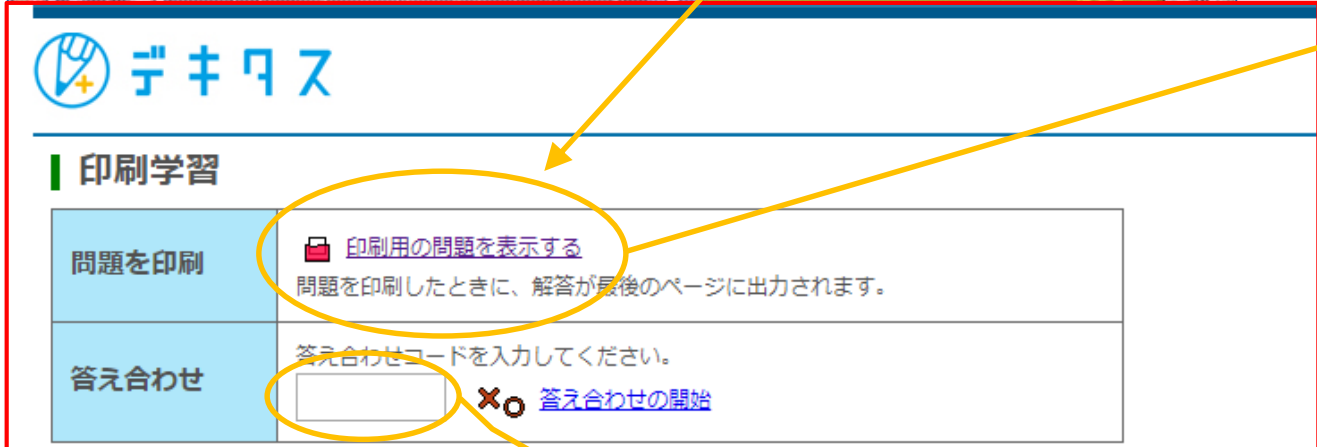 デキタス
印刷学習
問題を印刷
印刷用の問題を表示する
問題を印刷したときに、解答が最後のページに出力されます。
答え合わせ
答え合わせコードを入力してください。
答え合わせの開始